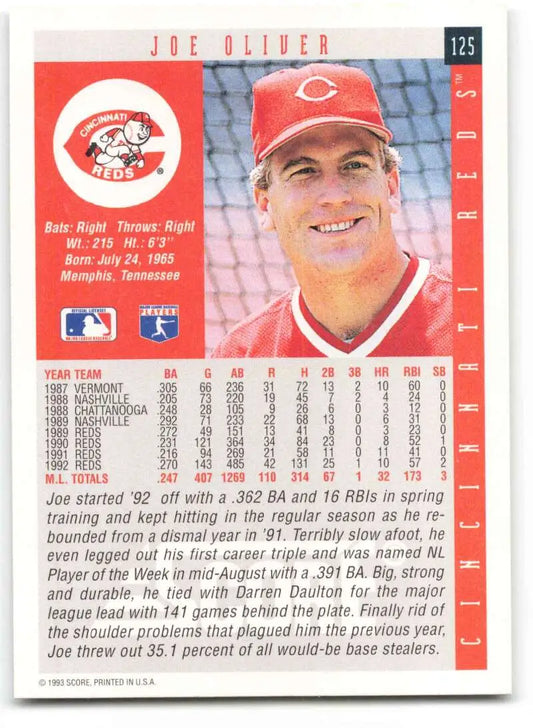 JOE OLIVER
125
CINCINNATI
REDS
®
Bats: Right Throws: Right
Wt.: 215 Ht.: 6'3"
Born: July 24, 1965
Memphis, Tennessee
OFFICIAL LICENSEE
MAJOR LEAGUE BASEBALL
MAJOR LEAGUE BASEBALL
PLAYERS
CINCINNATI REDS™
YEAR TEAM BA G AB R H 2B 3B HR RBI SB
1987 VERMONT .305 66 236 31 72 13 2 10 60 0
1988 NASHVILLE .205 73 220 19 45 7 2 4 24 0
1988 CHATTANOOGA .248 28 105 9 26 6 0 3 12 0
1989 NASHVILLE .292 71 233 22 68 13 0 6 31 0
1989 REDS .272 49 151 13 41 8 0 3 23 0
1990 REDS .231 121 364 34 84 23 0 8 52 1
1991 REDS .216 94 269 21 58 11 0 11 41 0
1992 REDS .270 143 485 42 131 25 1 10 57 2
M.L. TOTALS .247 407 1269 110 314 67 1 32 173 3
Joe started '92 off with a .362 BA and 16 RBIs in spring
training and kept hitting in the regular season as he re-
bounded from a dismal year in '91. Terribly slow afoot, he
even legged out his first career triple and was named NL
Player of the Week in mid-August with a .391 BA. Big, strong
and durable, he tied with Darren Daulton for the major
league lead with 141 games behind the plate. Finally rid of
the shoulder problems that plagued him the previous year,
Joe threw out 35.1 percent of all would-be base stealers.
© 1993 SCORE, PRINTED IN U.S.A.